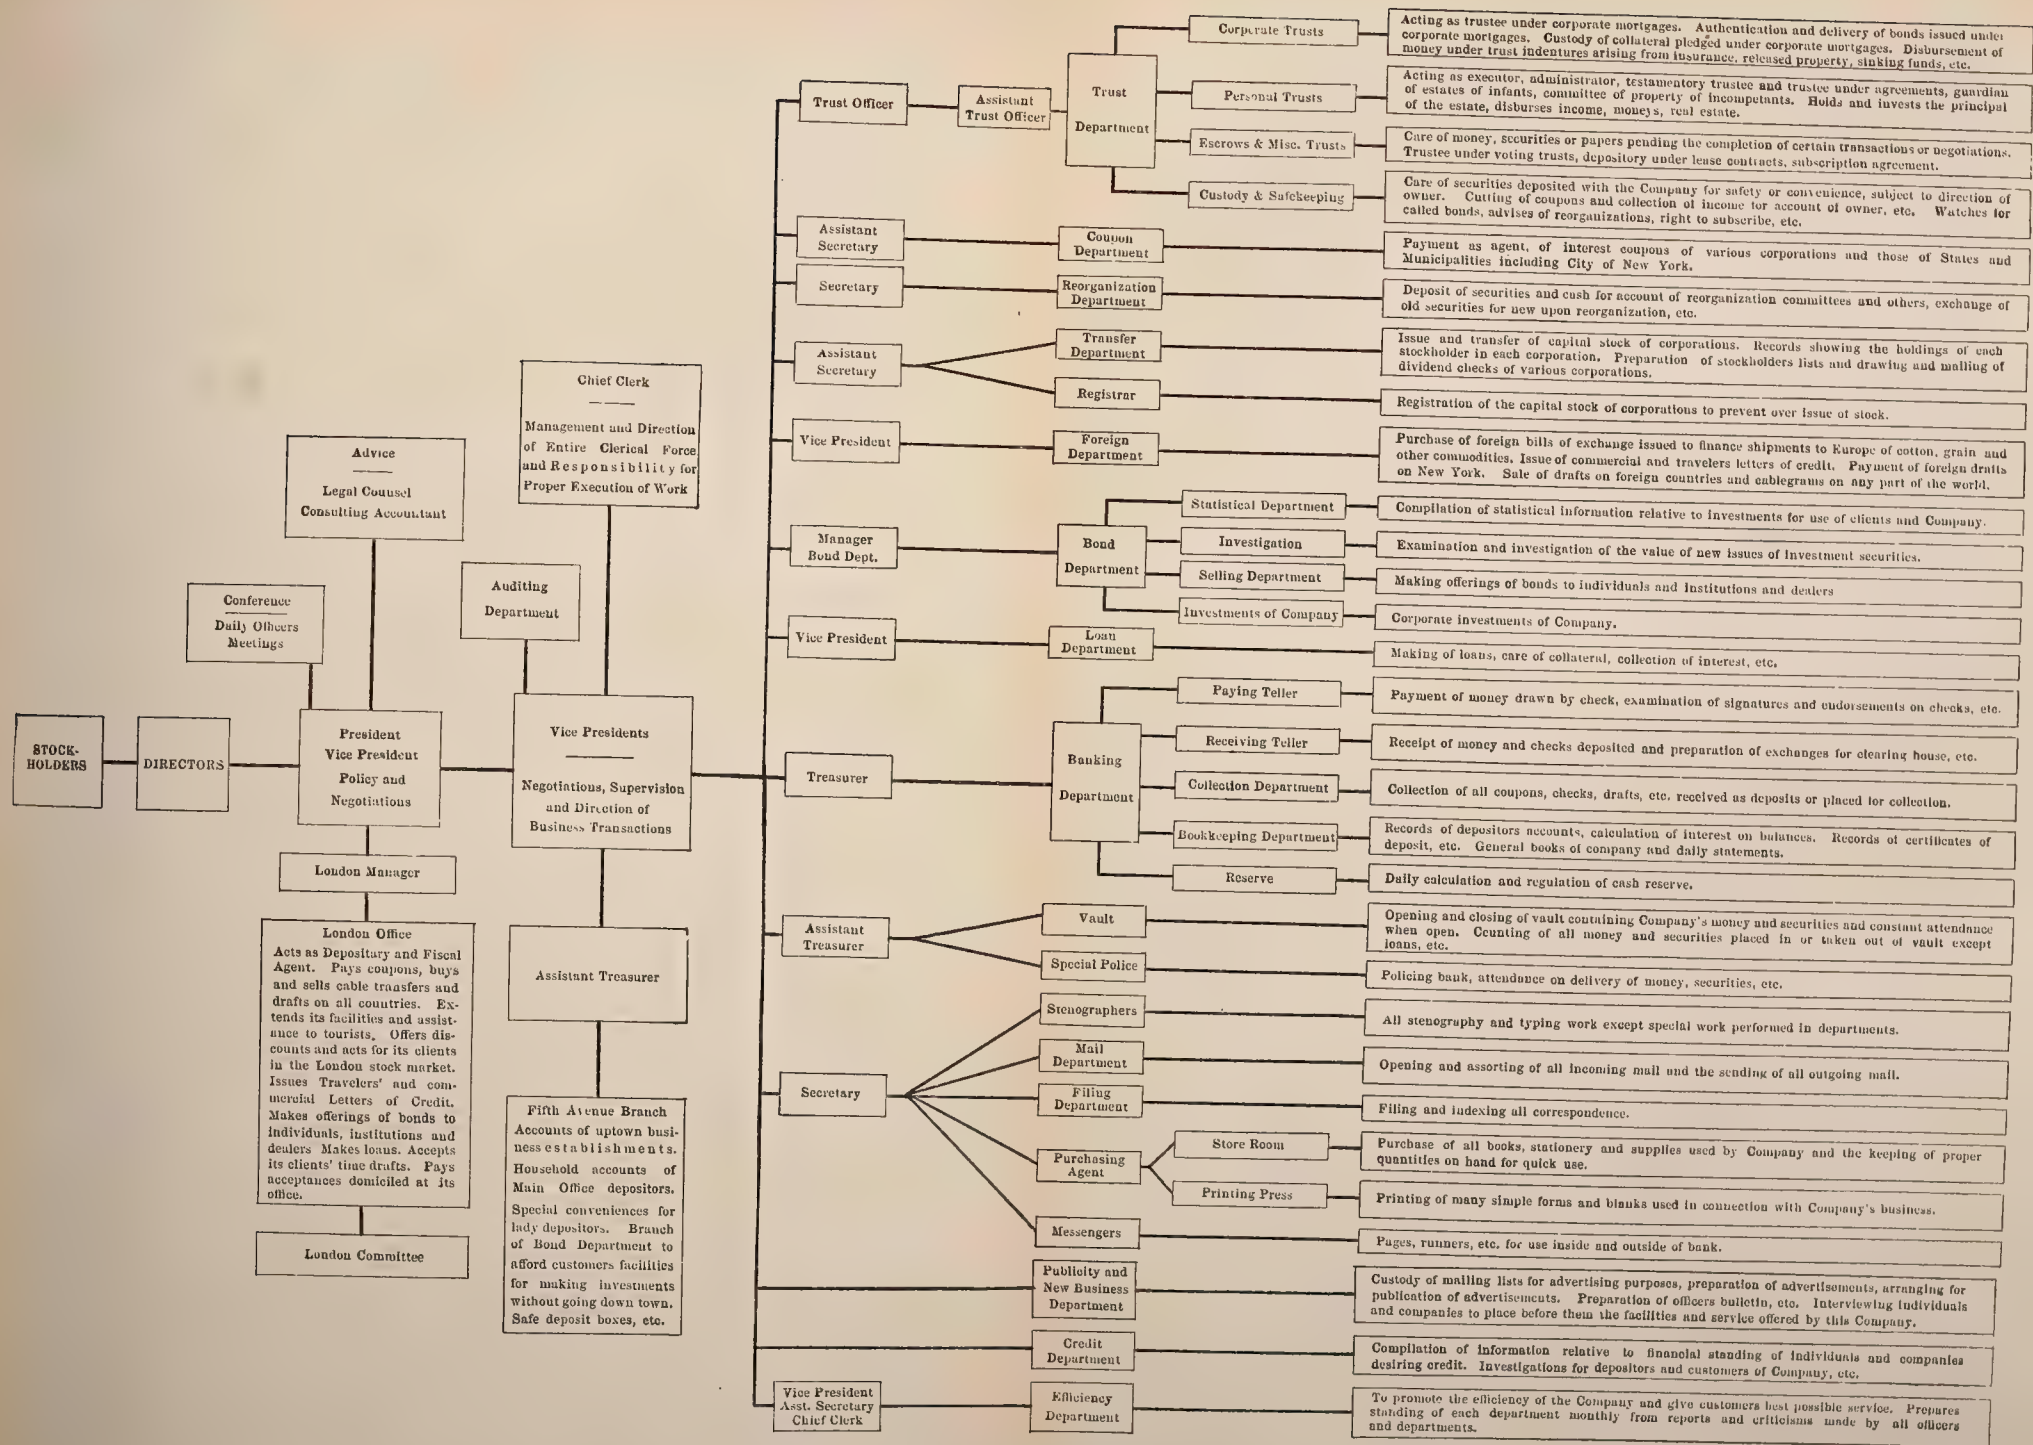 STOCK-
HOLDERS
DIRECTORS
Conference
Daily Officers
Meetings
Advice
Legal Counsel
Consulting Accountant
President
Vice President
Policy and
Negotiations
London Manager
London Office
Acts as Depositary and Fiscal
Agent. Pays coupons, buys
and sells cable transfers and
drafts on all countries. Ex-
tends its facilities and assist-
ance to tourists. Offers dis-
counts and acts for its clients
in the London stock market.
Issues Travelers' and com-
mercial Letters of Credit.
Makes offerings of bonds to
individuals, institutions and
dealers Makes loans. Accepts
its clients' time drafts. Pays
acceptances domiciled at its
office.
London Committee
Auditing
Department
Chief Clerk
Management and Direction
of Entire Clerical Force
and Responsibility for
Proper Execution of Work
Vice Presidents
Negotiations, Supervision
and Direction of
Business Transactions
Assistant Treasurer
Fifth Avenue Branch
Accounts of uptown busi-
ness establishments.
Household accounts of
Main Office depositors.
Special conveniences for
lady depositors. Branch
of Bond Department to
afford customers facilities
for making investments
without going down town.
Safe deposit boxes, etc.
Trust Officer
Assistant
Trust Officer
Trust
Department
Corporate Trusts
Acting as trustee under corporate mortgages. Authentication and delivery of bonds issued under
corporate mortgages. Custody of collateral pledged under corporate mortgages. Disbursement of
money under trust indentures arising from insurance, released property, sinking funds, etc.
Personal Trusts
Acting as executor, administrator, testamentory trustee and trustee under agreements, guardian
of estates of infants, committee of property of incompetants. Holds and invests the principal
of the estate, disburses income, moneys, real estate.
Escrows & Misc. Trusts
Care of money, securities or papers pending the completion of certain transactions or negotiations.
Trustee under voting trusts, depository under lease contracts, subscription agreement.
Custody & Safekeeping
Care of securities deposited with the Company for safety or convenience, subject to direction of
owner. Cutting of coupons and collection of income for account of owner, etc. Watches for
called bonds, advises of reorganizations, right to subscribe, etc.
Assistant
Secretary
Coupon
Department
Payment as agent, of interest coupons of various corporations and those of States and
Municipalities including City of New York.
Secretary
Reorganization
Department
Deposit of securities and cash for account of reorganization committees and others, exchange of
old securities for new upon reorganization, etc.
Assistant
Secretary
Transfer
Department
Issue and transfer of capital stock of corporations. Records showing the holdings of each
stockholder in each corporation. Preparation of stockholders lists and drawing and mailing of
dividend checks of various corporations.
Registrar
Registration of the capital stock of corporations to prevent over issue of stock.
Vice President
Foreign
Department
Purchase of foreign bills of exchange issued to finance shipments to Europe of cotton, grain and
other commodities. Issue of commercial and travelers letters of credit. Payment of foreign drafts
on New York. Sale of drafts on foreign countries and cablegrams on any part of the world.
Manager
Bond Dept.
Bond
Department
Statistical Department
Compilation of statistical information relative to investments for use of clients and Company.
Investigation
Examination and investigation of the value of new issues of investment securities.
Selling Department
Making offerings of bonds to individuals and institutions and dealers
Investments of Company
Corporate investments of Company.
Vice President
Loan
Department
Making of loans, care of collateral, collection of interest, etc.
Treasurer
Banking
Department
Paying Teller
Payment of money drawn by check, examination of signatures and endorsements on checks, etc.
Receiving Teller
Receipt of money and checks deposited and preparation of exchanges for clearing house, etc.
Collection Department
Collection of all coupons, checks, drafts, etc. received as deposits or placed for collection.
Bookkeeping Department
Records of depositors accounts, calculation of interest on balances. Records of certificates of
deposit, etc. General books of company and daily statements.
Reserve
Daily calculation and regulation of cash reserve.
Assistant
Treasurer
Vault
Opening and closing of vault containing Company's money and securities and constant attendance
when open. Counting of all money and securities placed in or taken out of vault except
loans, etc.
Special Police
Policing bank, attendance on delivery of money, securities, etc.
Secretary
Stenographers
All stenography and typing work except special work performed in departments.
Mail
Department
Opening and assorting of all incoming mail and the sending of all outgoing mail.
Filing
Department
Filing and indexing all correspondence.
Purchasing
Agent
Store Room
Purchase of all books, stationery and supplies used by Company and the keeping of proper
quantities on hand for quick use.
Printing Press
Printing of many simple forms and blanks used in connection with Company's business.
Messengers
Pages, runners, etc. for use inside and outside of bank.
Publicity and
New Business
Department
Custody of mailing lists for advertising purposes, preparation of advertisements, arranging for
publication of advertisements. Preparation of officers bulletin, etc. Interviewing individuals
and companies to place before them the facilities and service offered by this Company.
Credit
Department
Compilation of information relative to financial standing of individuals and companies
desiring credit. Investigations for depositors and customers of Company, etc.
Vice President
Asst. Secretary
Chief Clerk
Efficiency
Department
To promote the efficiency of the Company and give customers best possible service. Prepares
standing of each department monthly from reports and criticisms made by all officers
and departments.